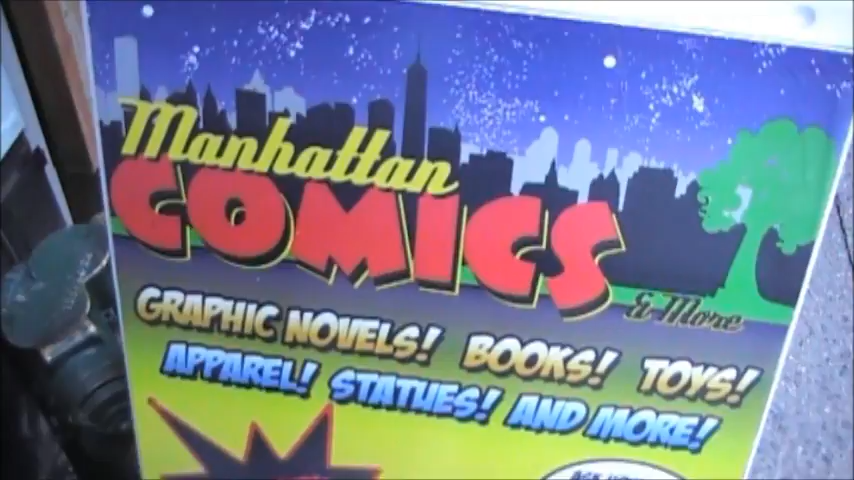 Manhattan
COMICS
& More
GRAPHIC NOVELS! BOOKS! TOYS!
APPAREL! STATUES! AND MORE!